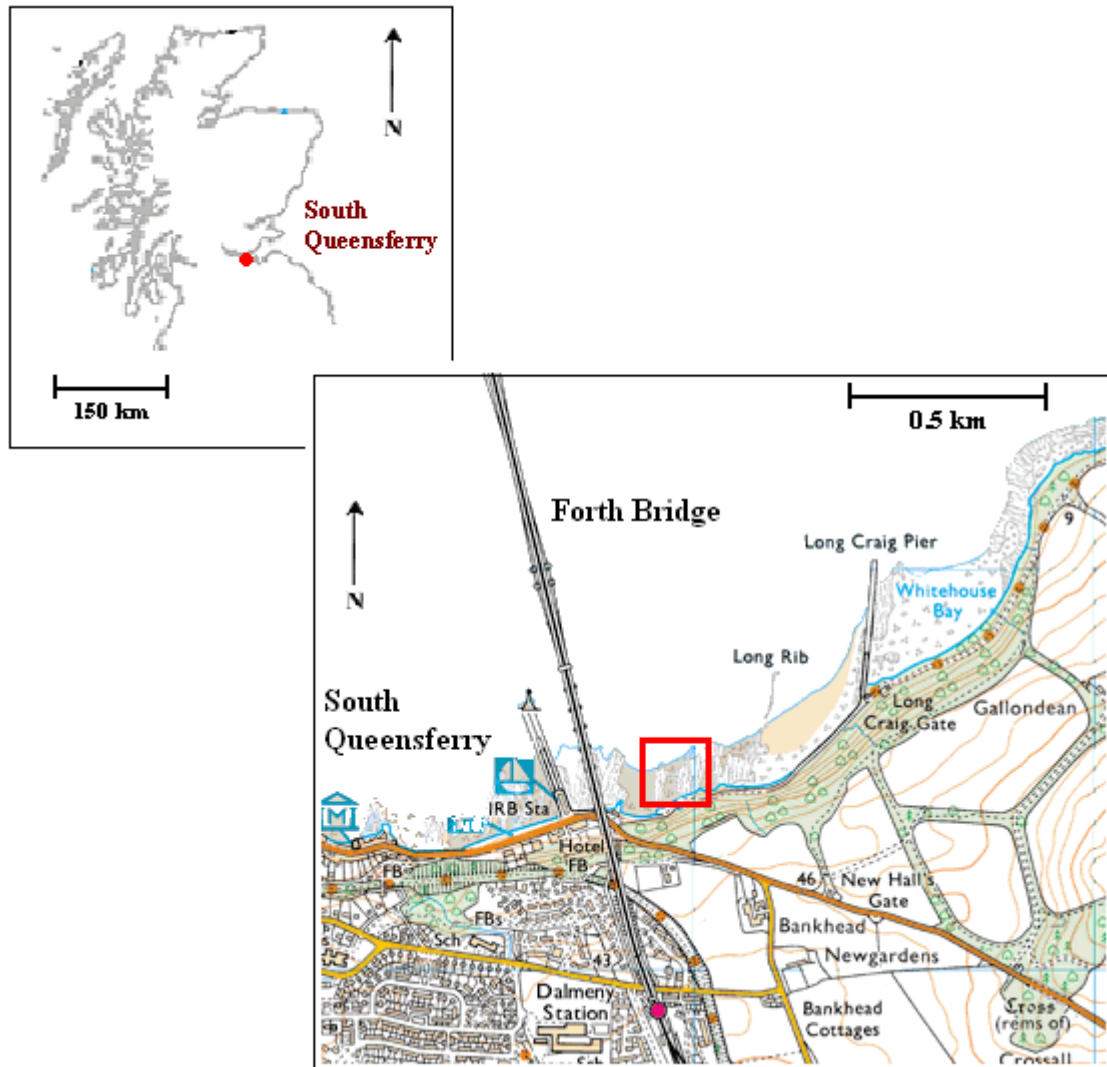 N
South
Queensferry
150 km
0.5 km
Forth Bridge
Long Craig Pier
9
Whitehouse
Bay
N
Long Rib
South
Queensferry
Long
Craig Gate
Gallondean
IRB Sta
M
Hotel
FB
FB
46
New Hall's
Gate
FBs
Bankhead
Sch
43
Newgardens
Dalmeny
Station
Bankhead
Cottages
Cross
(rems of)
Crossall
Sch